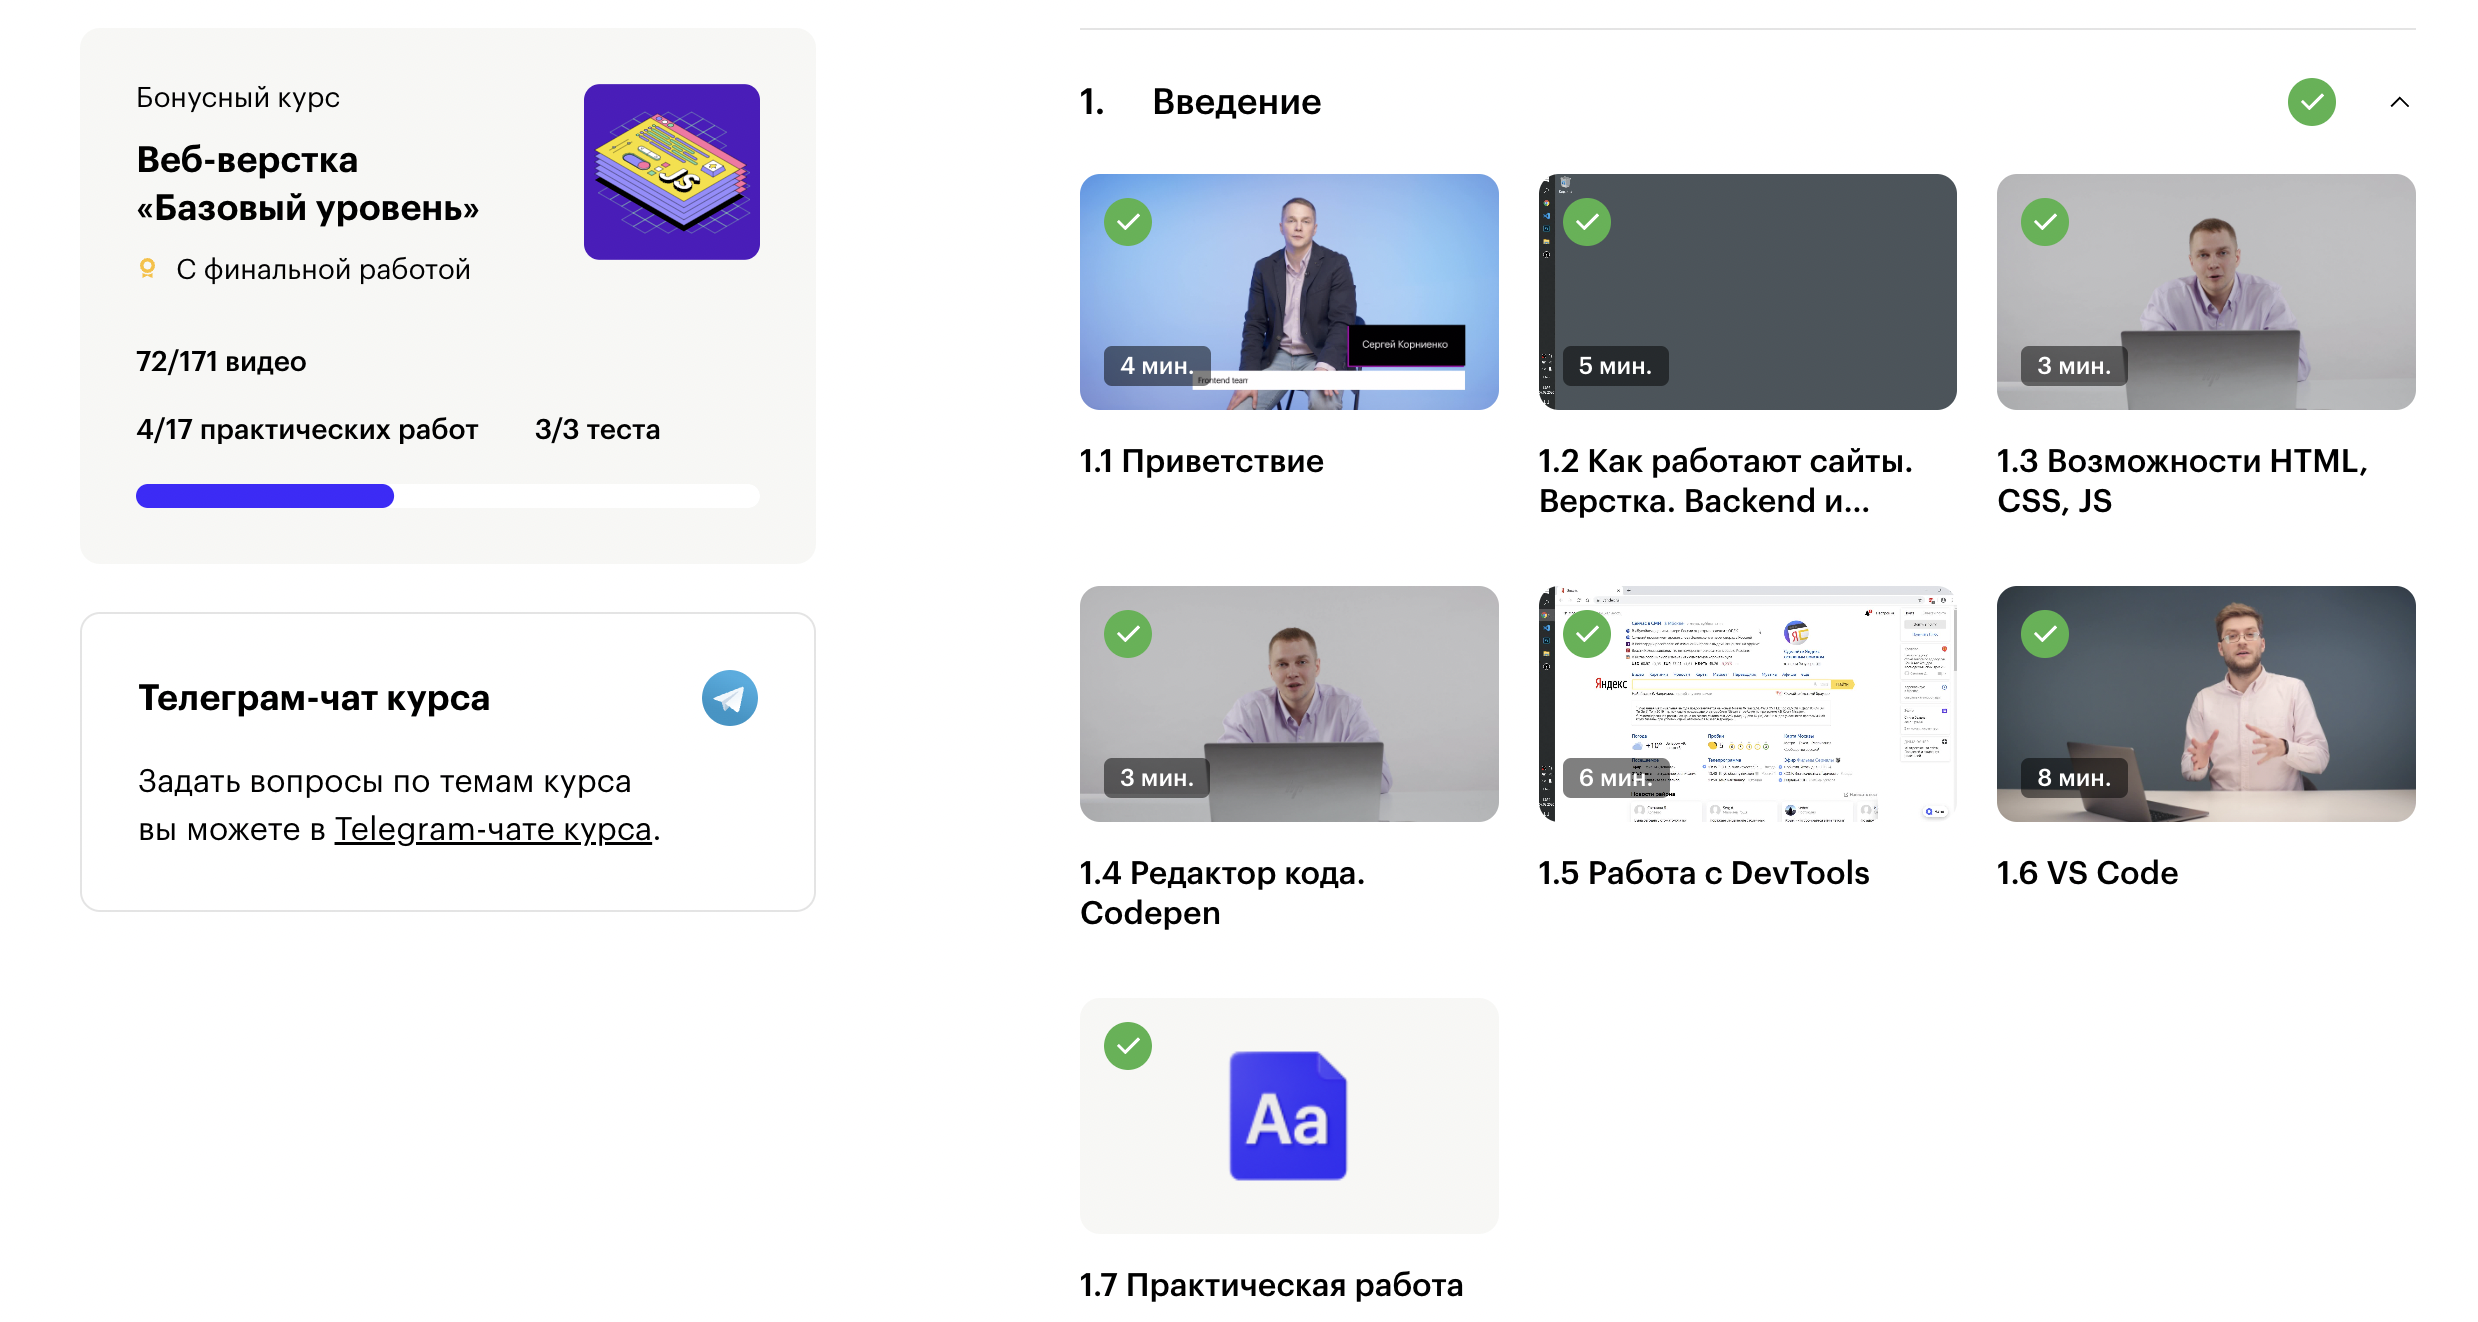 Бонусный курс
Веб-верстка
«Базовый уровень»
С финальной работой
JS
72/171 видео
4/17 практических работ
3/3 теста
Телеграм-чат курса
Задать вопросы по темам курса
вы можете в Telegram-чате курса.
1. Введение
Сергей Корниенко
Frontend team
4 мин.
5 мин.
3 мин.
1.1 Приветствие
1.2 Как работают сайты.
Верстка. Backend и...
1.3 Возможности HTML,
CSS, JS
Яндекс
Погода
Пробки
3 мин.
6 мин.
8 мин.
1.4 Редактор кода.
Codepen
1.5 Работа с DevTools
1.6 VS Code
Aa
1.7 Практическая работа